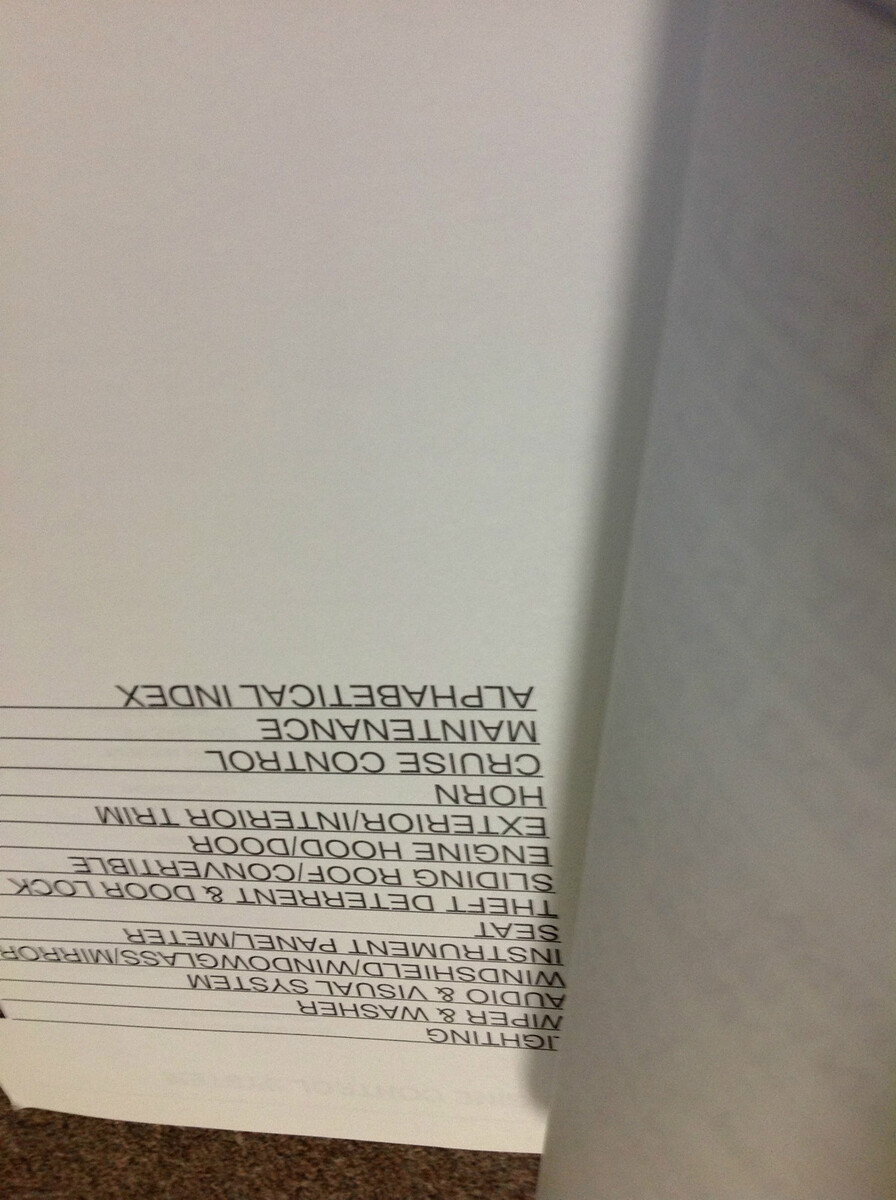 LIGHTING
WIPER & WASHER
AUDIO & VISUAL SYSTEM
WINDSHIELD/WINDOWGLASS/MIRROR
INSTRUMENT PANEL/METER
SEAT
THEFT DETERRENT & DOOR LOCK
SLIDING ROOF/CONVERTIBLE
ENGINE HOOD/DOOR
EXTERIOR/INTERIOR TRIM
HORN
CRUISE CONTROL
MAINTENANCE
ALPHABETICAL INDEX